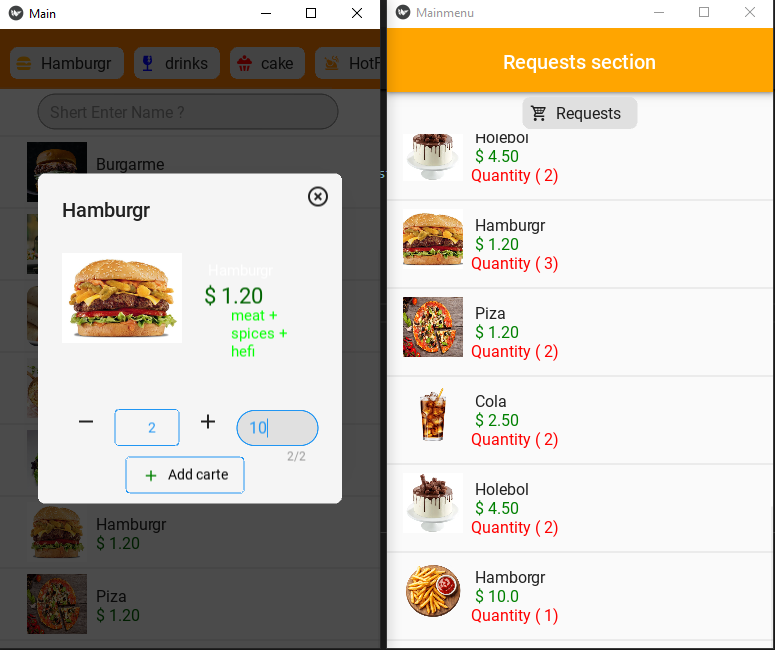 Main
Hamburgr
drinks
cake
HotF
Shert Enter Name ?
Burgarme
Hamburgr
Hamburgr
$ 1.20
meat +
spices +
hefi
2
10
2/2
Add carte
Hamburgr
$ 1.20
Piza
$ 1.20
Mainmenu
Requests section
Requests
Holebol
$ 4.50
Quantity ( 2)
Hamburgr
$ 1.20
Quantity ( 3)
Piza
$ 1.20
Quantity ( 2)
Cola
$ 2.50
Quantity ( 2)
Holebol
$ 4.50
Quantity ( 2)
Hamborgr
$ 10.0
Quantity ( 1)